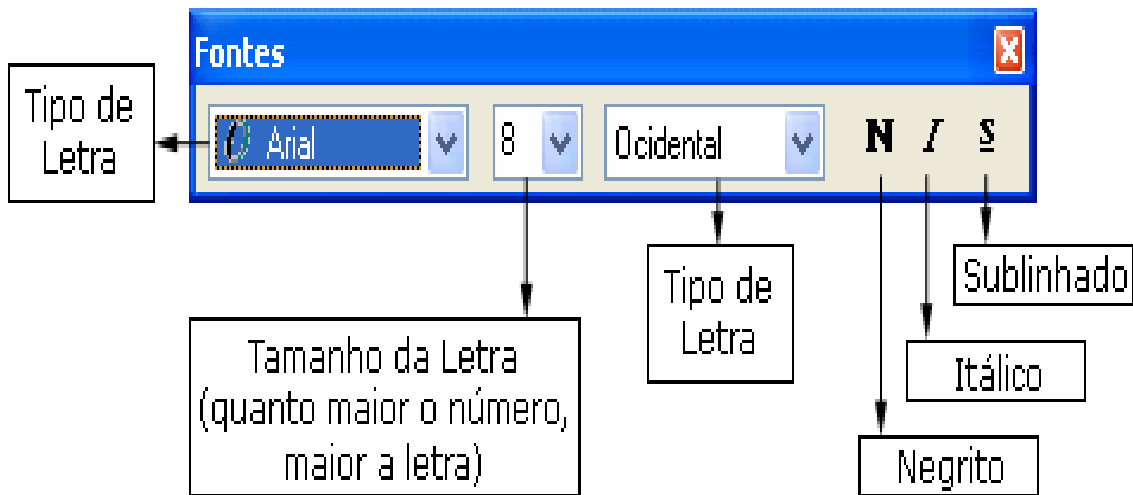 Fontes
Tipo de
Letra
Arial
8
Ocidental
N I S
Tipo de
Letra
Sublinhado
Tamanho da Letra
(quanto maior o número,
maior a letra)
Itálico
Negrito